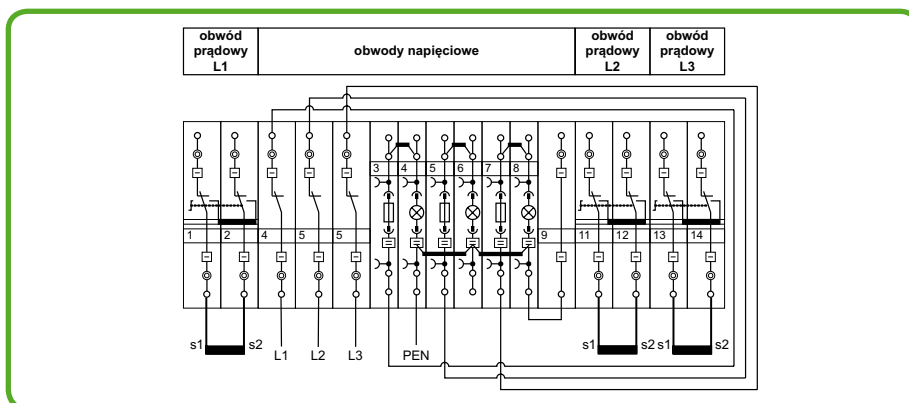 obwód
prądowy
L1
obwody napięciowe
obwód
prądowy
L2
obwód
prądowy
L3
3 4 5 6 7 8
1 2 4 5 5 9 11 12 13 14
s1 s2 L1 L2 L3 PEN s1 s2 s1 s2